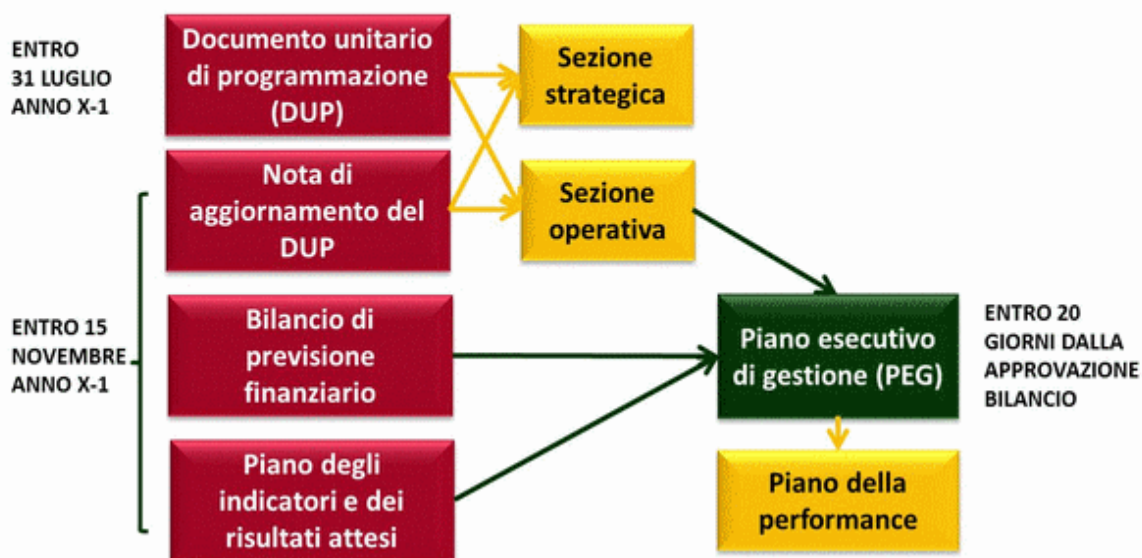 ENTRO
31 LUGLIO
ANNO X-1
Documento unitario
di programmazione
(DUP)
Sezione
strategica
Nota di
aggiornamento del
DUP
Sezione
operativa
ENTRO 15
NOVEMBRE
ANNO X-1
Bilancio di
previsione
finanziario
Piano esecutivo
di gestione (PEG)
ENTRO 20
GIORNI DALLA
APPROVAZIONE
BILANCIO
Piano degli
indicatori e dei
risultati attesi
Piano della
performance